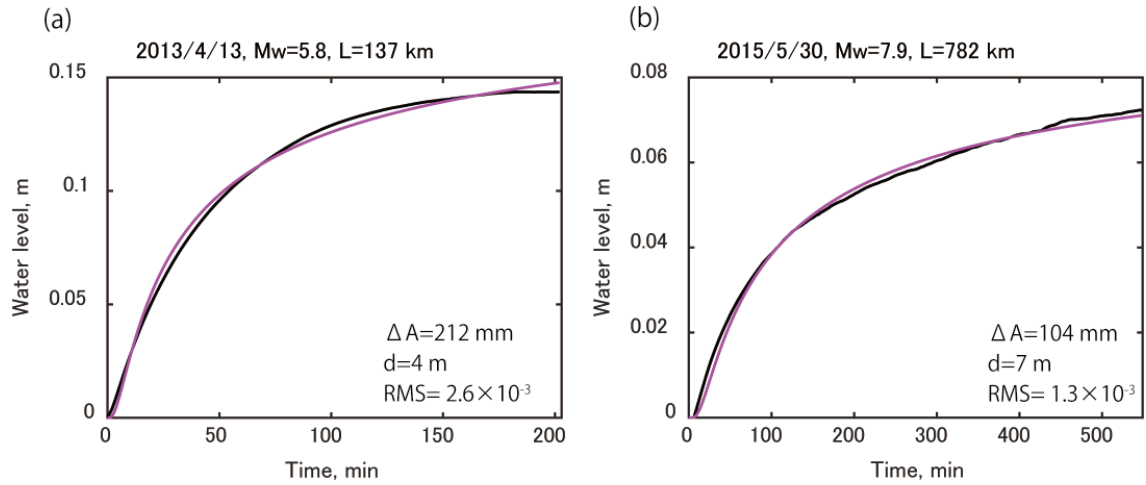 (a)
2013/4/13, Mw=5.8, L=137 km
0.15
0.1
0.05
0
Water level, m
Δ A=212 mm
d=4 m
RMS= 2.6×10⁻³
0 50 100 150 200
Time, min
(b)
2015/5/30, Mw=7.9, L=782 km
0.08
0.06
0.04
0.02
0
Water level, m
Δ A=104 mm
d=7 m
RMS= 1.3×10⁻³
0 100 200 300 400 500
Time, min